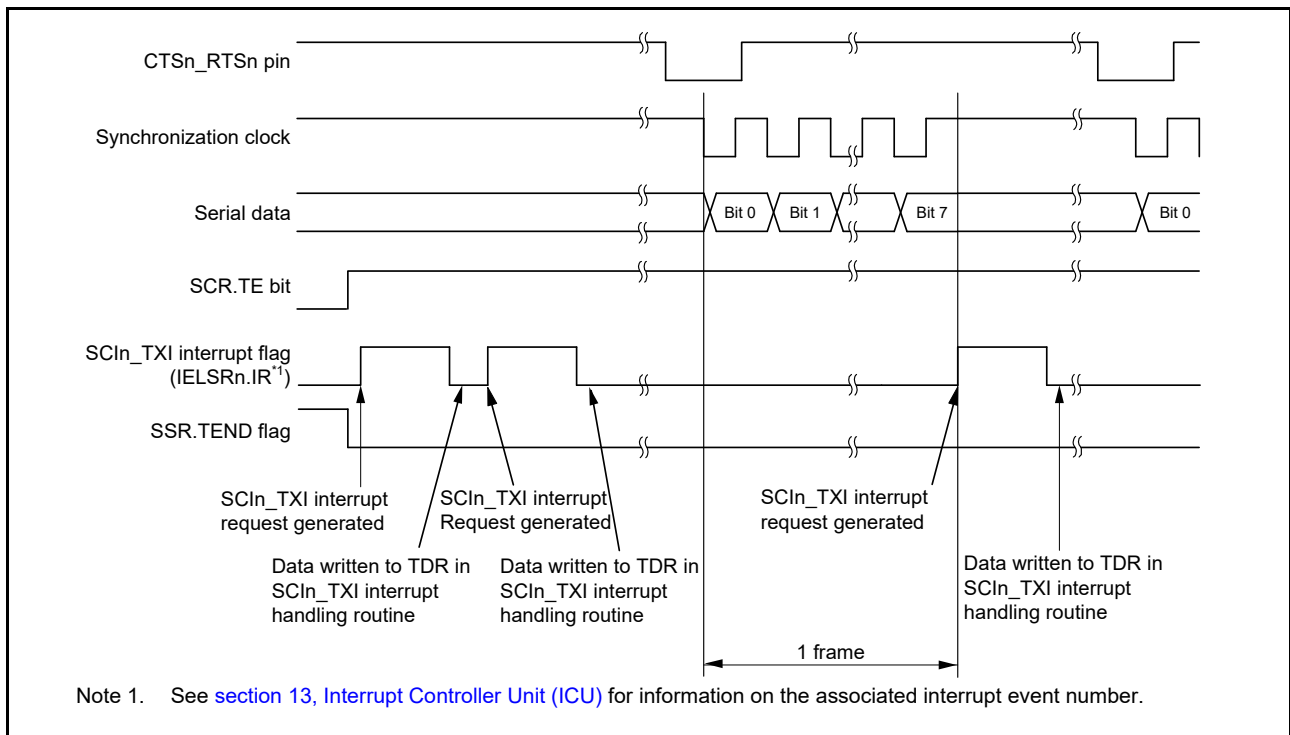 CTSn_RTSn pin
Synchronization clock
Serial data
Bit 0
Bit 1
Bit 7
Bit 0
SCR.TE bit
SCIn_TXI interrupt flag
(IELSRn.IR*1)
SSR.TEND flag
SCIn_TXI interrupt
request generated
SCIn_TXI interrupt
Request generated
SCIn_TXI interrupt
request generated
Data written to TDR in
SCIn_TXI interrupt
handling routine
Data written to TDR in
SCIn_TXI interrupt
handling routine
Data written to TDR in
SCIn_TXI interrupt
handling routine
1 frame
Note 1. See section 13, Interrupt Controller Unit (ICU) for information on the associated interrupt event number.